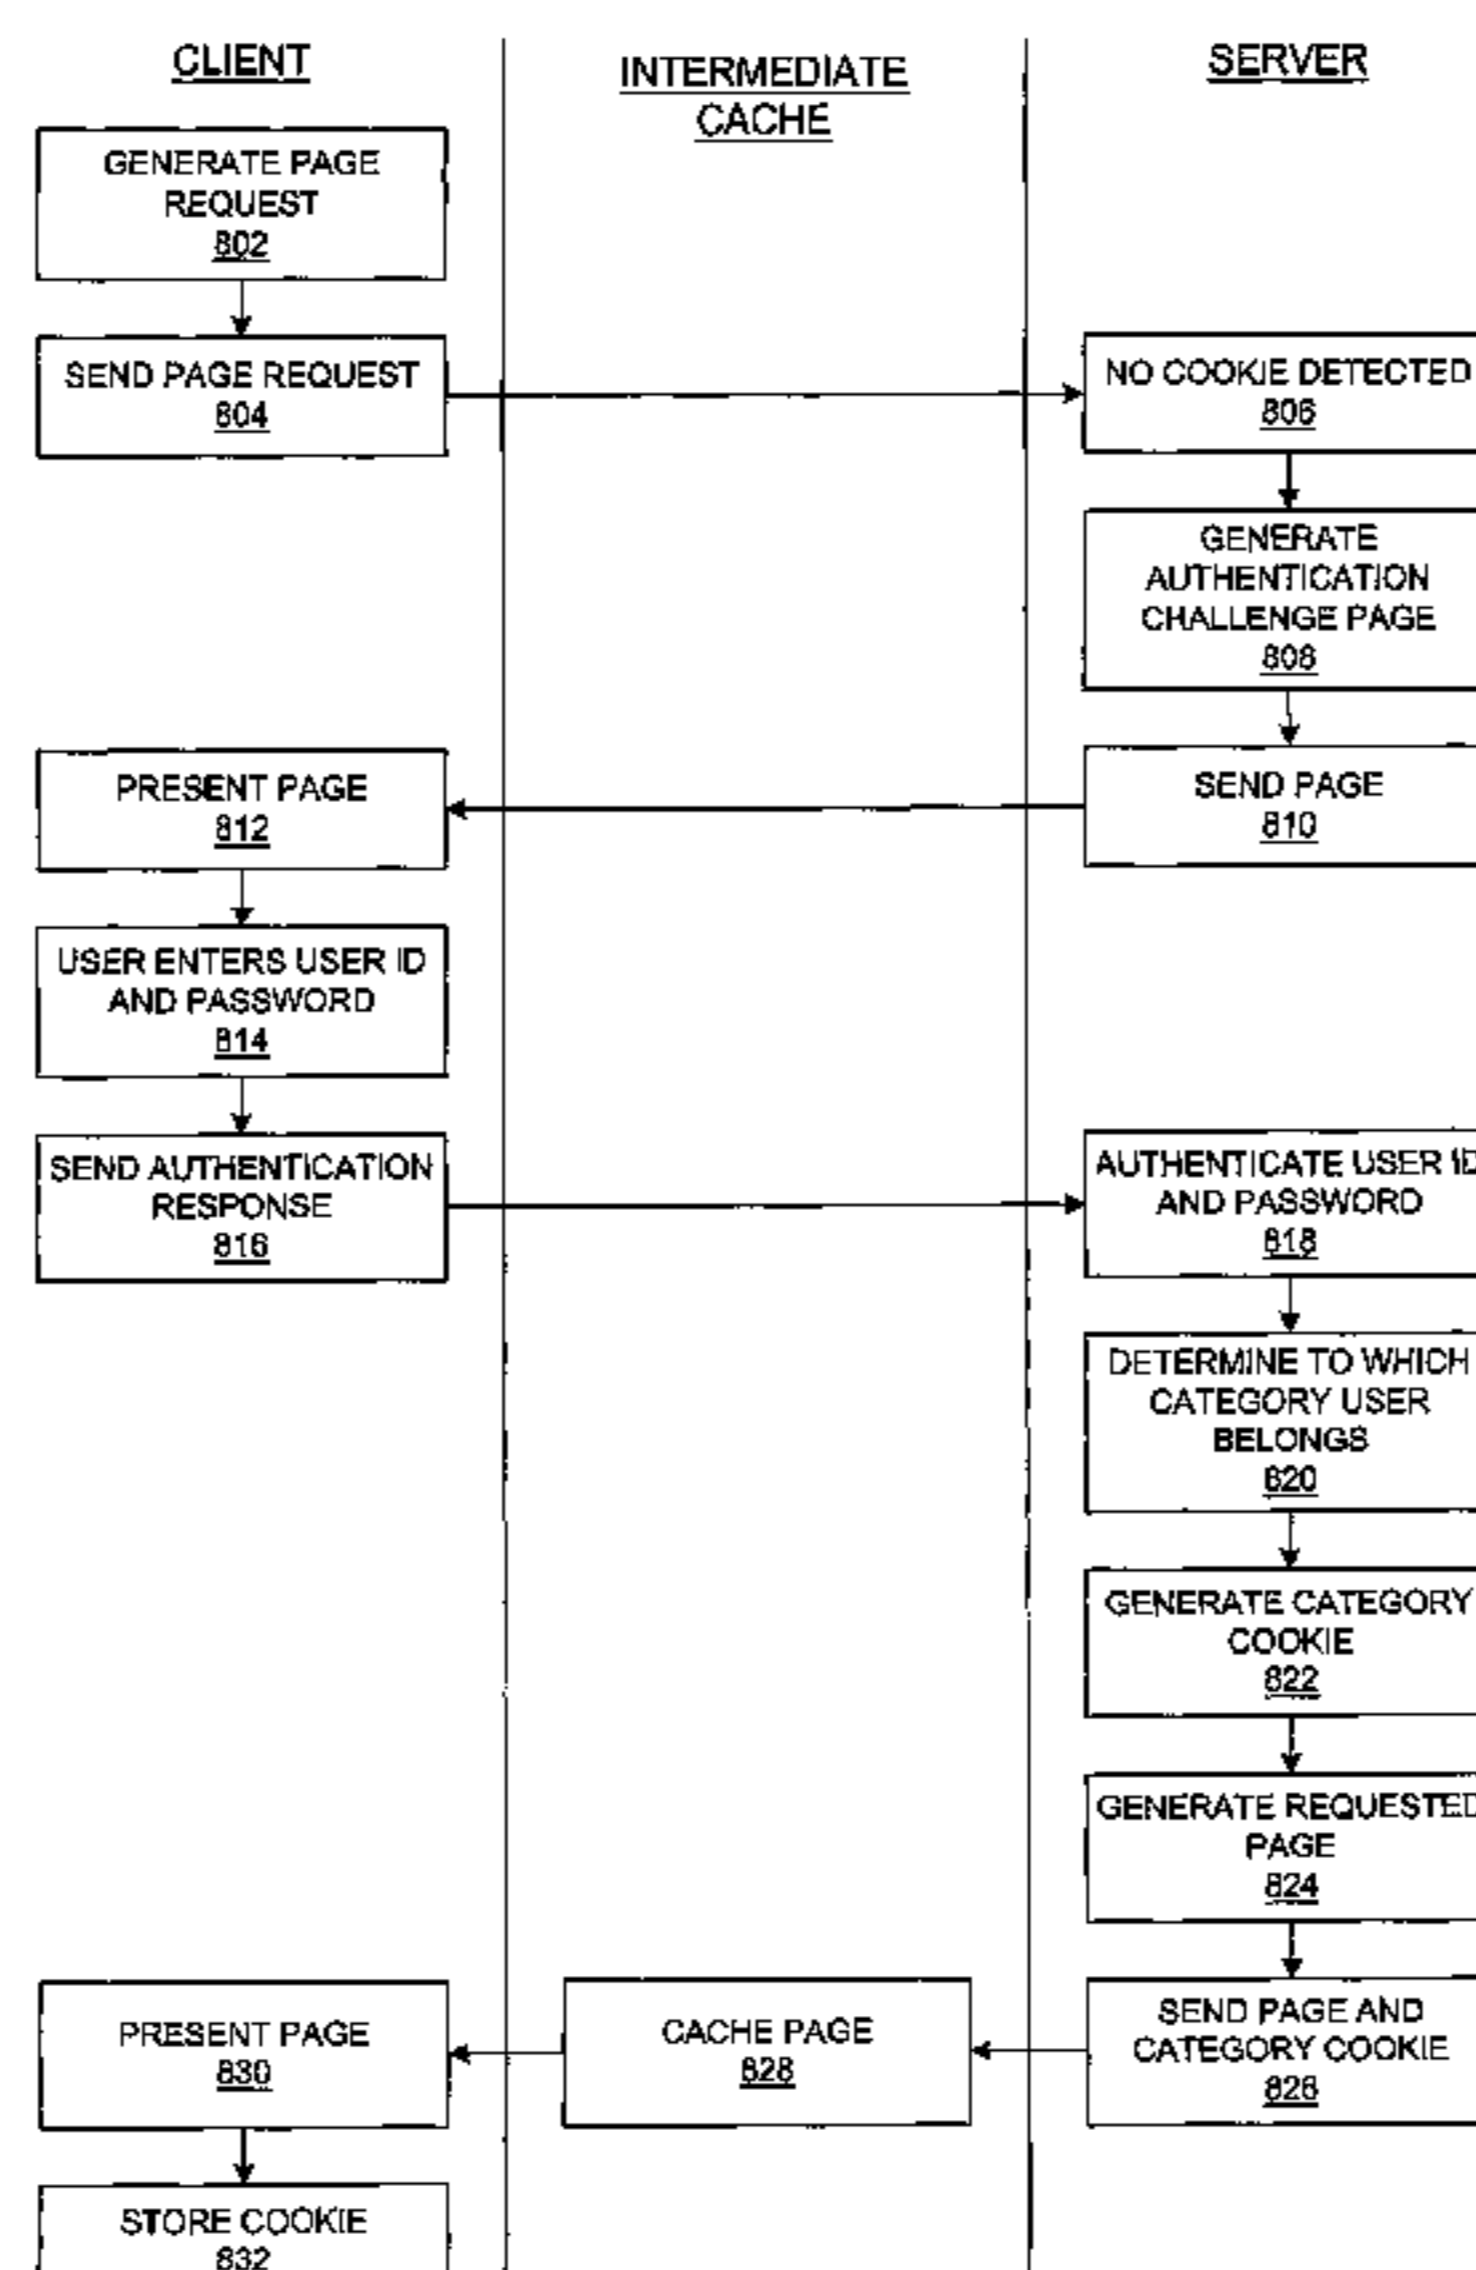 CLIENT
INTERMEDIATE
CACHE
SERVER
GENERATE PAGE
REQUEST
802
SEND PAGE REQUEST
804
NO COOKIE DETECTED
806
GENERATE
AUTHENTICATION
CHALLENGE PAGE
808
SEND PAGE
810
PRESENT PAGE
812
USER ENTERS USER ID
AND PASSWORD
814
SEND AUTHENTICATION
RESPONSE
816
AUTHENTICATE USER ID
AND PASSWORD
818
DETERMINE TO WHICH
CATEGORY USER
BELONGS
820
GENERATE CATEGORY
COOKIE
822
GENERATE REQUESTED
PAGE
824
SEND PAGE AND
CATEGORY COOKIE
826
CACHE PAGE
828
PRESENT PAGE
830
STORE COOKIE
832